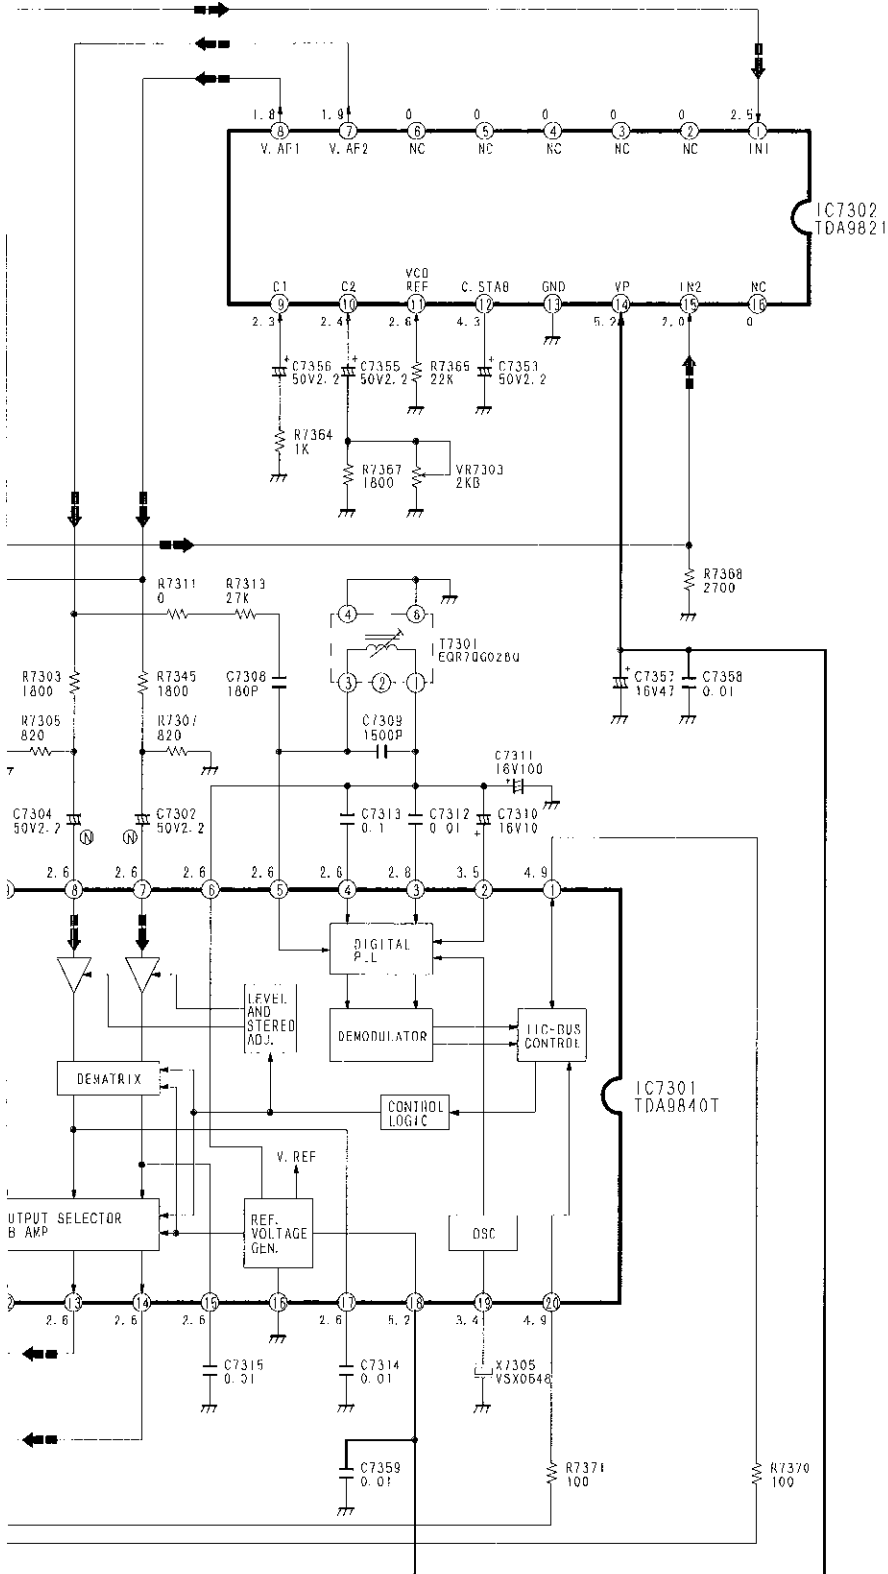 1.8 1.9 0 0 0 0 0 2.5
8 7 6 5 4 3 2 1
V.AF1 V.AF2 NC NC NC NC NC IN1
IC7302
TDA9821
C1 C2 VCO REF C.STAB GND VP IN2 NC
9 10 11 12 13 14 15 16
2.3 2.4 2.6 4.3 5.2 2.0 0
C7356
50V2.2
C7355
50V2.2
R7365
22K
C7353
50V2.2
R7364
1K
R7367
1800
VR7303
2KB
R7368
2700
R7311
0
R7313
27K
4 6
T7301
3 2 1
R7303
1800
R7345
1800
C7308
180P
C7357
16V47
C7358
0.01
R7305
820
R7307
820
C7309
1500P
C7311
16V100
C7304
50V2.2
N
C7302
50V2.2
N
C7313
0.1
C7312
0.01
C7310
16V10
2.6 2.6 2.6 2.6 2.6 2.8 3.5 4.9
8 7 6 5 4 3 2 1
DIGITAL
PLL
LEVEL
AND
STEREO
ADJ.
DEMODULATOR
IIC-BUS
CONTROL
DEMATRIX
CONTROL
LOGIC
IC7301
TDA9840T
V.REF
UTPUT SELECTOR
B AMP
REF.
VOLTAGE
GEN.
OSC
13 14 15 16 17 18 19 20
2.6 2.6 2.6 2.6 5.2 3.4 4.9
C7315
0.01
C7314
0.01
X7305
VSX0648
C7359
0.01
R7371
100
R7370
100